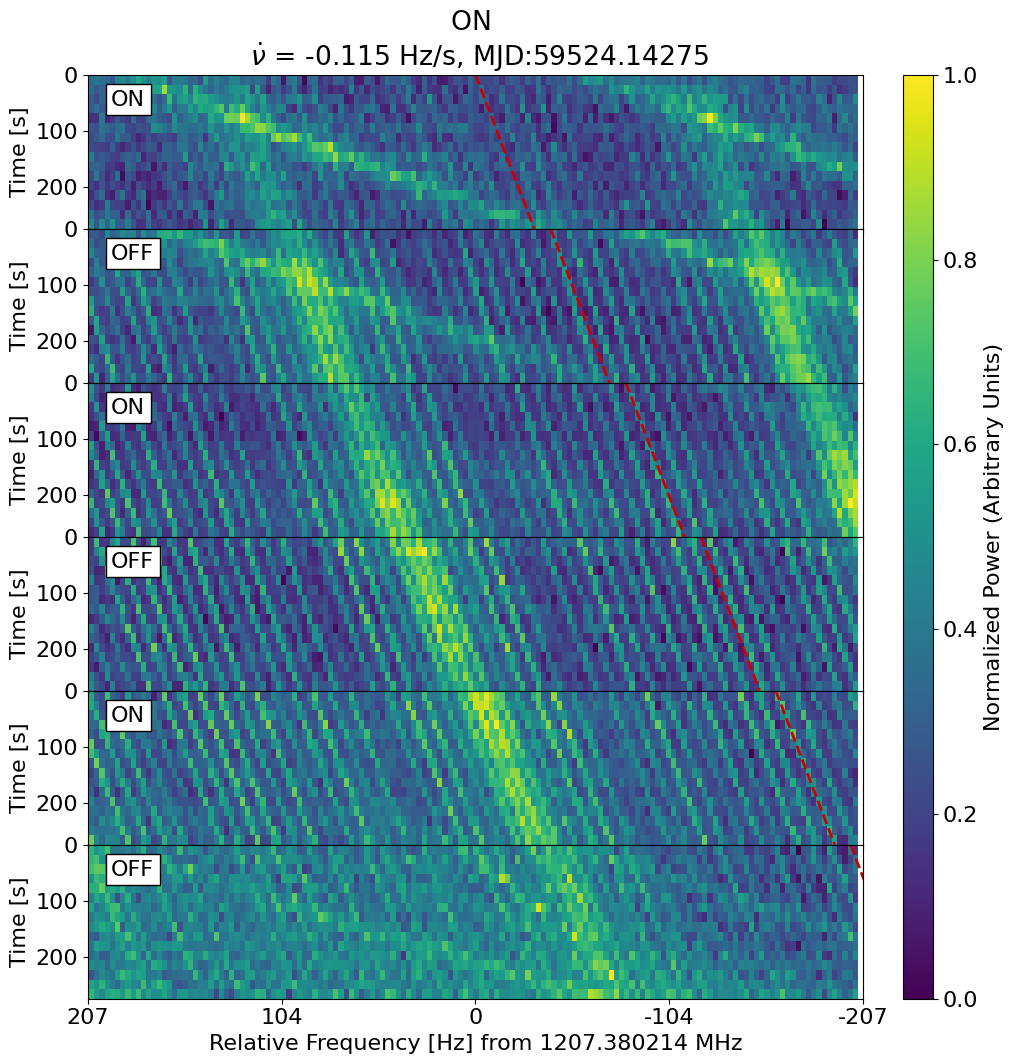 ON
ν̇ = -0.115 Hz/s, MJD:59524.14275
0
ON
100
Time [s]
200
0
OFF
100
Time [s]
200
0
ON
100
Time [s]
200
0
OFF
100
Time [s]
200
0
ON
100
Time [s]
200
0
OFF
100
Time [s]
200
207 104 0 -104 -207
Relative Frequency [Hz] from 1207.380214 MHz
1.0
0.8
0.6
0.4
0.2
0.0
Normalized Power (Arbitrary Units)